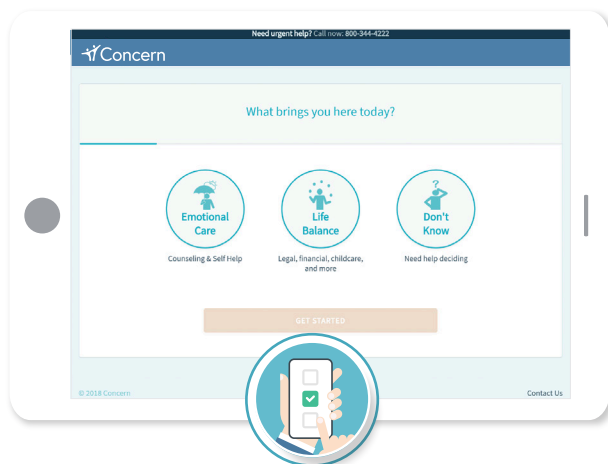 Need urgent help? Call now: 800-344-4222
Concern
What brings you here today?
Emotional
Care
Counseling & Self Help
Life
Balance
Legal, financial, childcare,
and more
?
Don't
Know
Need help deciding
GET STARTED
© 2018 Concern
Contact Us